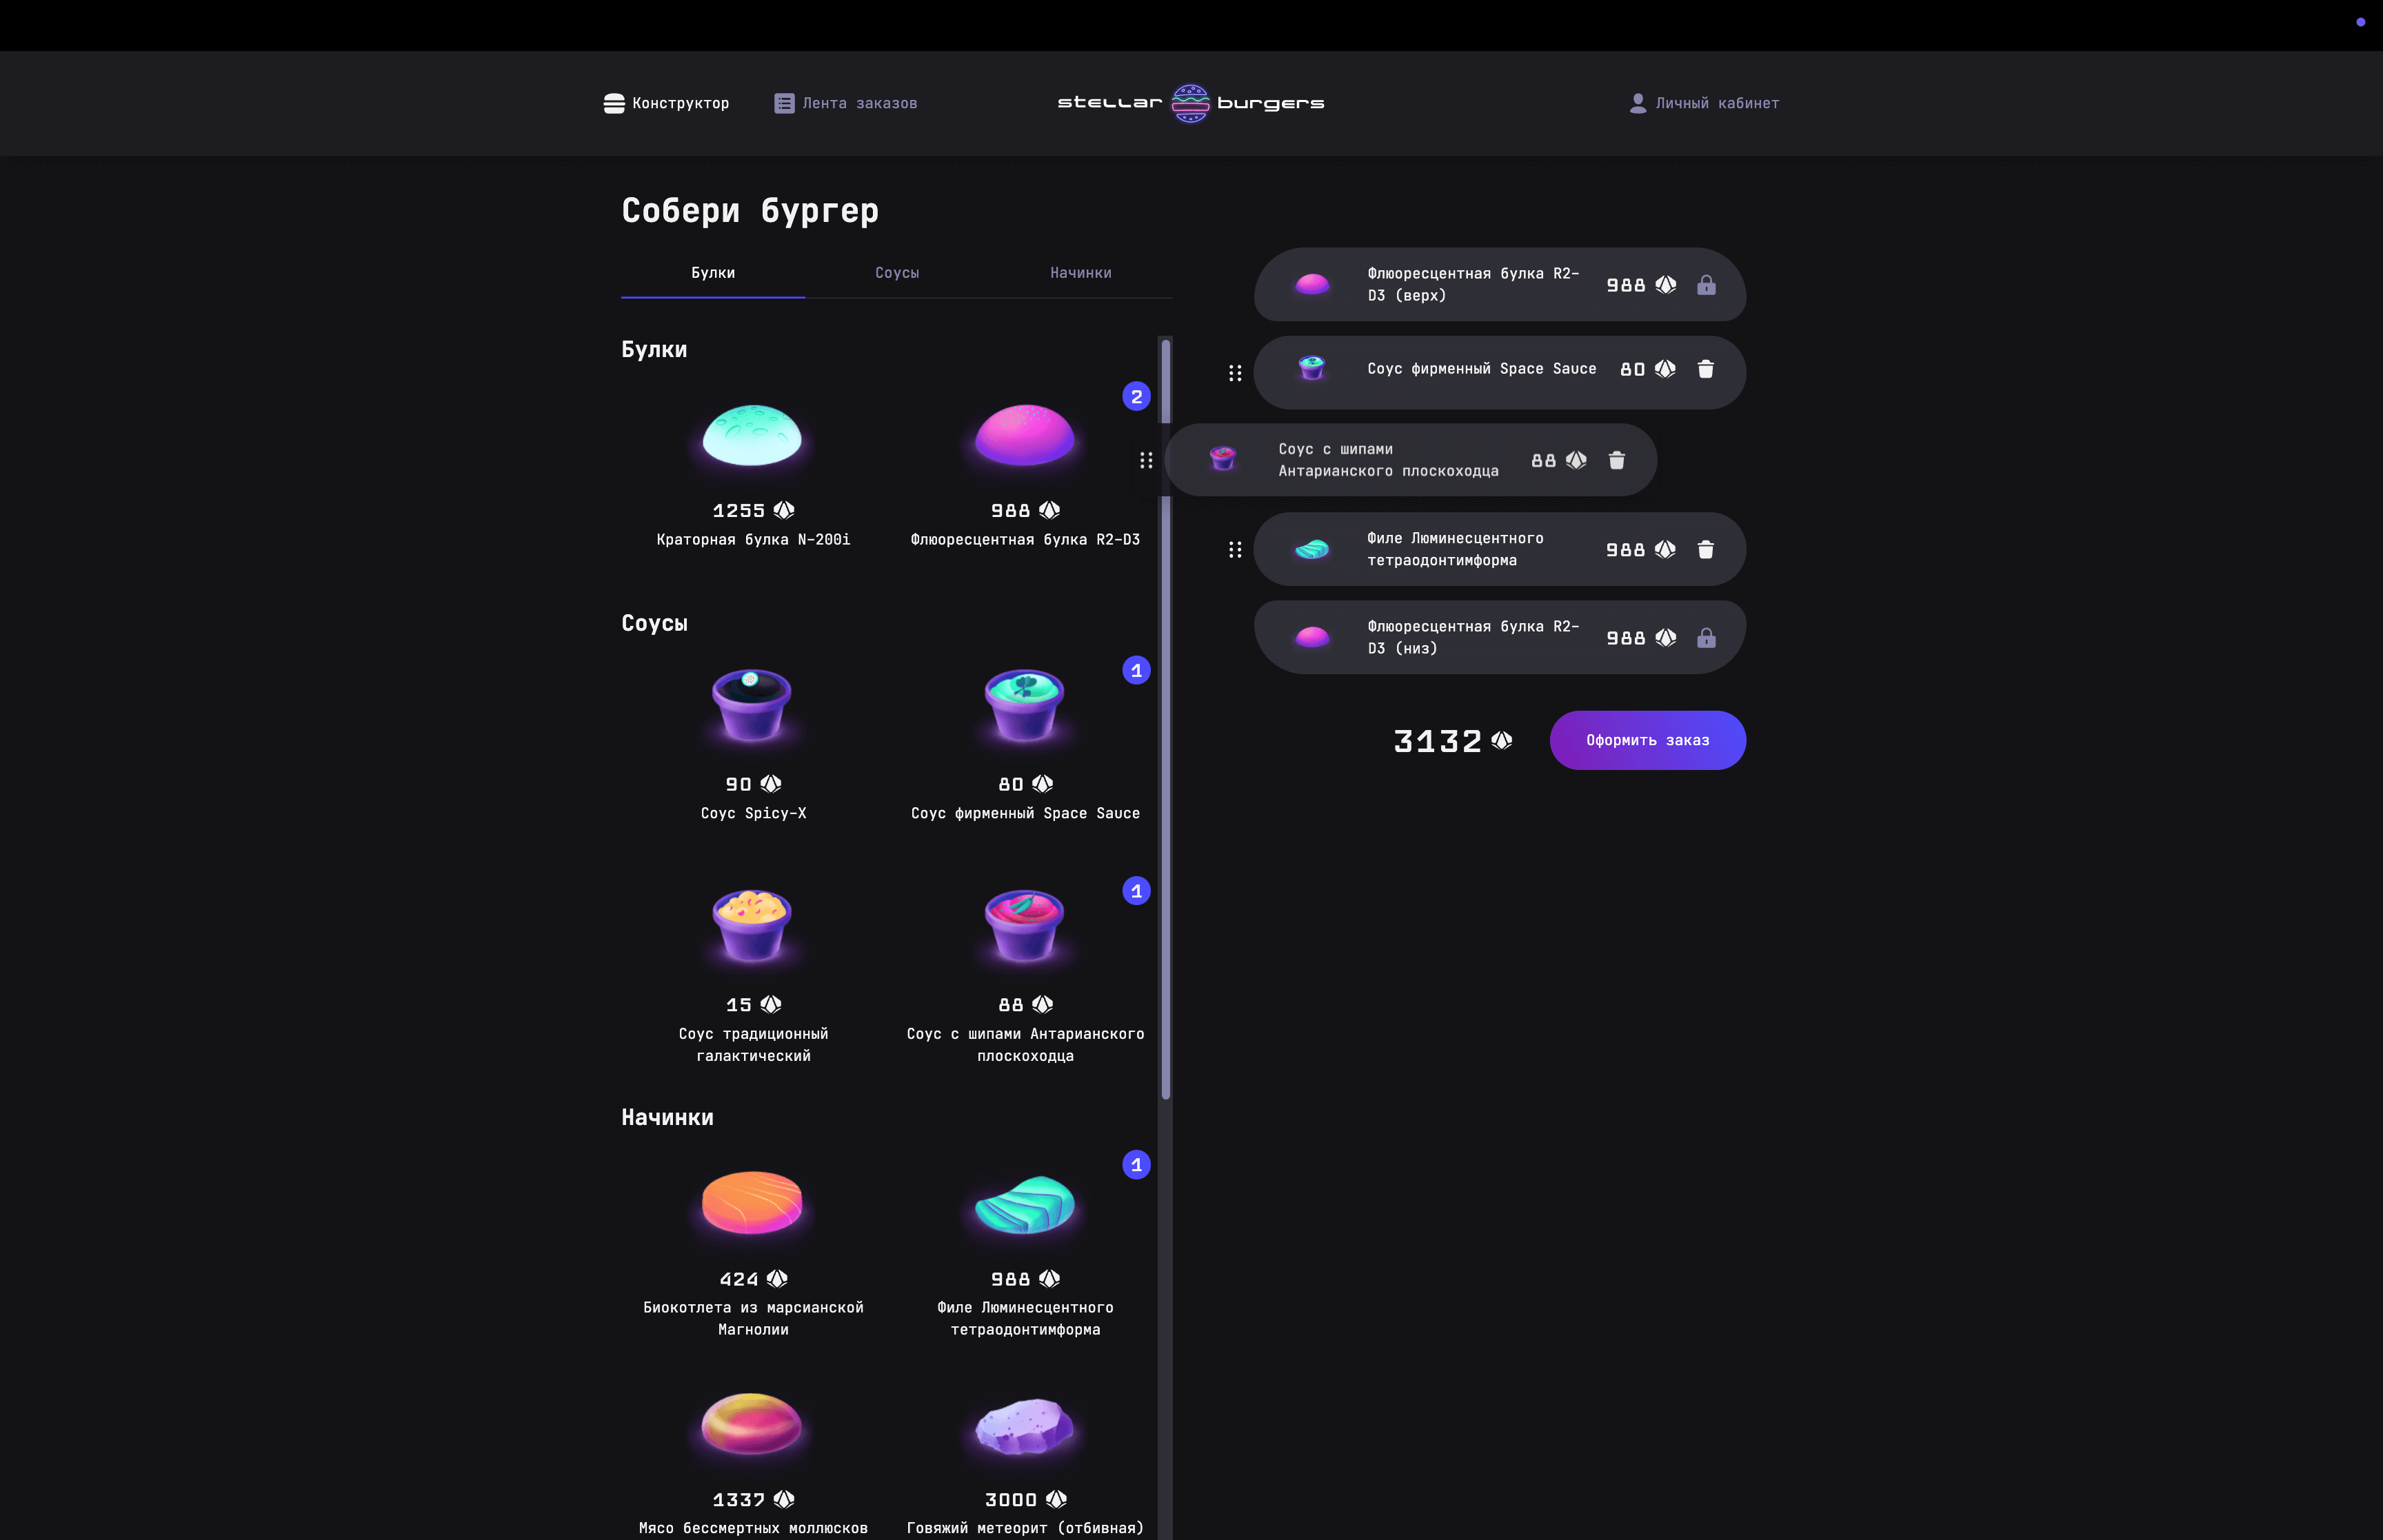 Конструктор
Лента заказов
stellar burgers
Личный кабинет
Собери бургер
Булки
Соусы
Начинки
Булки
2
1255
988
Краторная булка N-200i
Флюоресцентная булка R2-D3
Соусы
1
90
80
Соус Spicy-X
Соус фирменный Space Sauce
1
15
88
Соус традиционный
галактический
Соус с шипами Антарианского
плоскоходца
Начинки
1
424
988
Биокотлета из марсианской
Магнолии
Филе Люминесцентного
тетраодонтимформа
1337
3000
Мясо бессмертных моллюсков
Говяжий метеорит (отбивная)
Флюоресцентная булка R2-
D3 (верх)
988
Соус фирменный Space Sauce
80
Соус с шипами
Антарианского плоскоходца
88
Филе Люминесцентного
тетраодонтимформа
988
Флюоресцентная булка R2-
D3 (низ)
988
3132
Оформить заказ